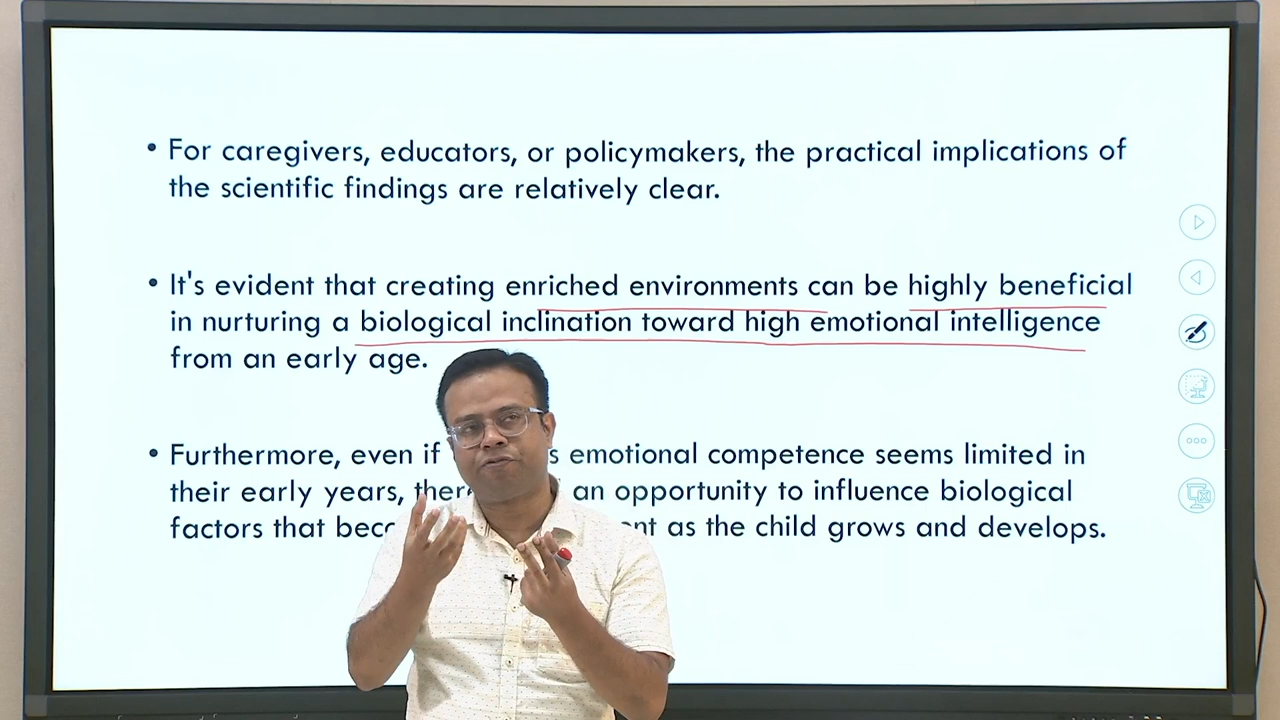 • For caregivers, educators, or policymakers, the practical implications of
the scientific findings are relatively clear.
• It's evident that creating enriched environments can be highly beneficial
in nurturing a biological inclination toward high emotional intelligence
from an early age.
• Furthermore, even if s emotional competence seems limited in
their early years, there an opportunity to influence biological
factors that as the child grows and develops.